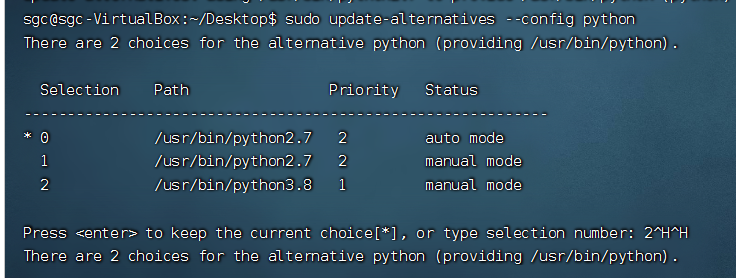 sgc@sgc-VirtualBox:~/Desktop$ sudo update-alternatives --config python
There are 2 choices for the alternative python (providing /usr/bin/python).
Selection Path Priority Status
------------------------------------------------------------
* 0 /usr/bin/python2.7 2 auto mode
1 /usr/bin/python2.7 2 manual mode
2 /usr/bin/python3.8 1 manual mode
Press <enter> to keep the current choice[*], or type selection number: 2^H^H
There are 2 choices for the alternative python (providing /usr/bin/python).